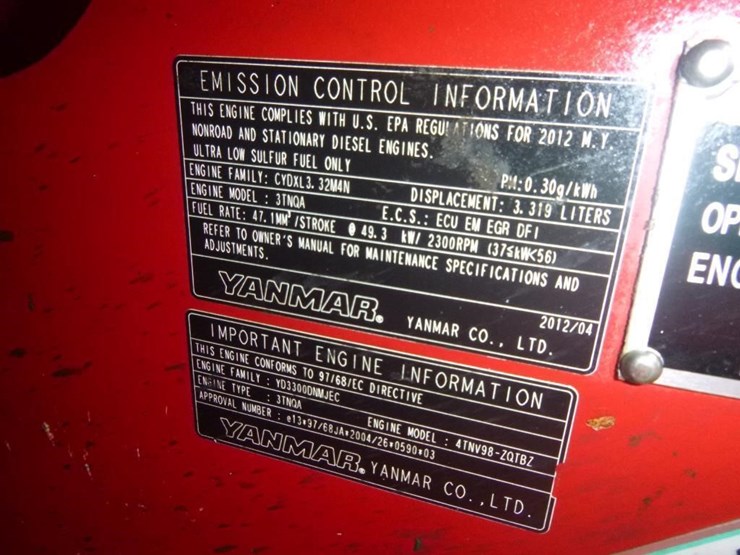 EMISSION CONTROL INFORMATION
THIS ENGINE COMPLIES WITH U.S. EPA REGULATIONS FOR 2012 M.Y.
NONROAD AND STATIONARY DIESEL ENGINES.
ULTRA LOW SULFUR FUEL ONLY PM:0.30g/kWh
ENGINE FAMILY: CYDXL3.32M4N DISPLACEMENT: 3.319 LITERS
ENGINE MODEL : 3TNQA E.C.S.: ECU EM EGR DFI
FUEL RATE: 47.1MM³/STROKE @ 49.3 kW/ 2300RPM (37≤kW<56)
REFER TO OWNER'S MANUAL FOR MAINTENANCE SPECIFICATIONS AND
ADJUSTMENTS.
2012/04
YANMAR. YANMAR CO., LTD.
IMPORTANT ENGINE INFORMATION
THIS ENGINE CONFORMS TO 97/68/EC DIRECTIVE
ENGINE FAMILY : YD3300DNMJEC
ENGINE TYPE : 3TNQA ENGINE MODEL : 4TNV98-ZQTBZ
APPROVAL NUMBER : e13*97/68JA*2004/26*0590*03
YANMAR. YANMAR CO.,LTD.